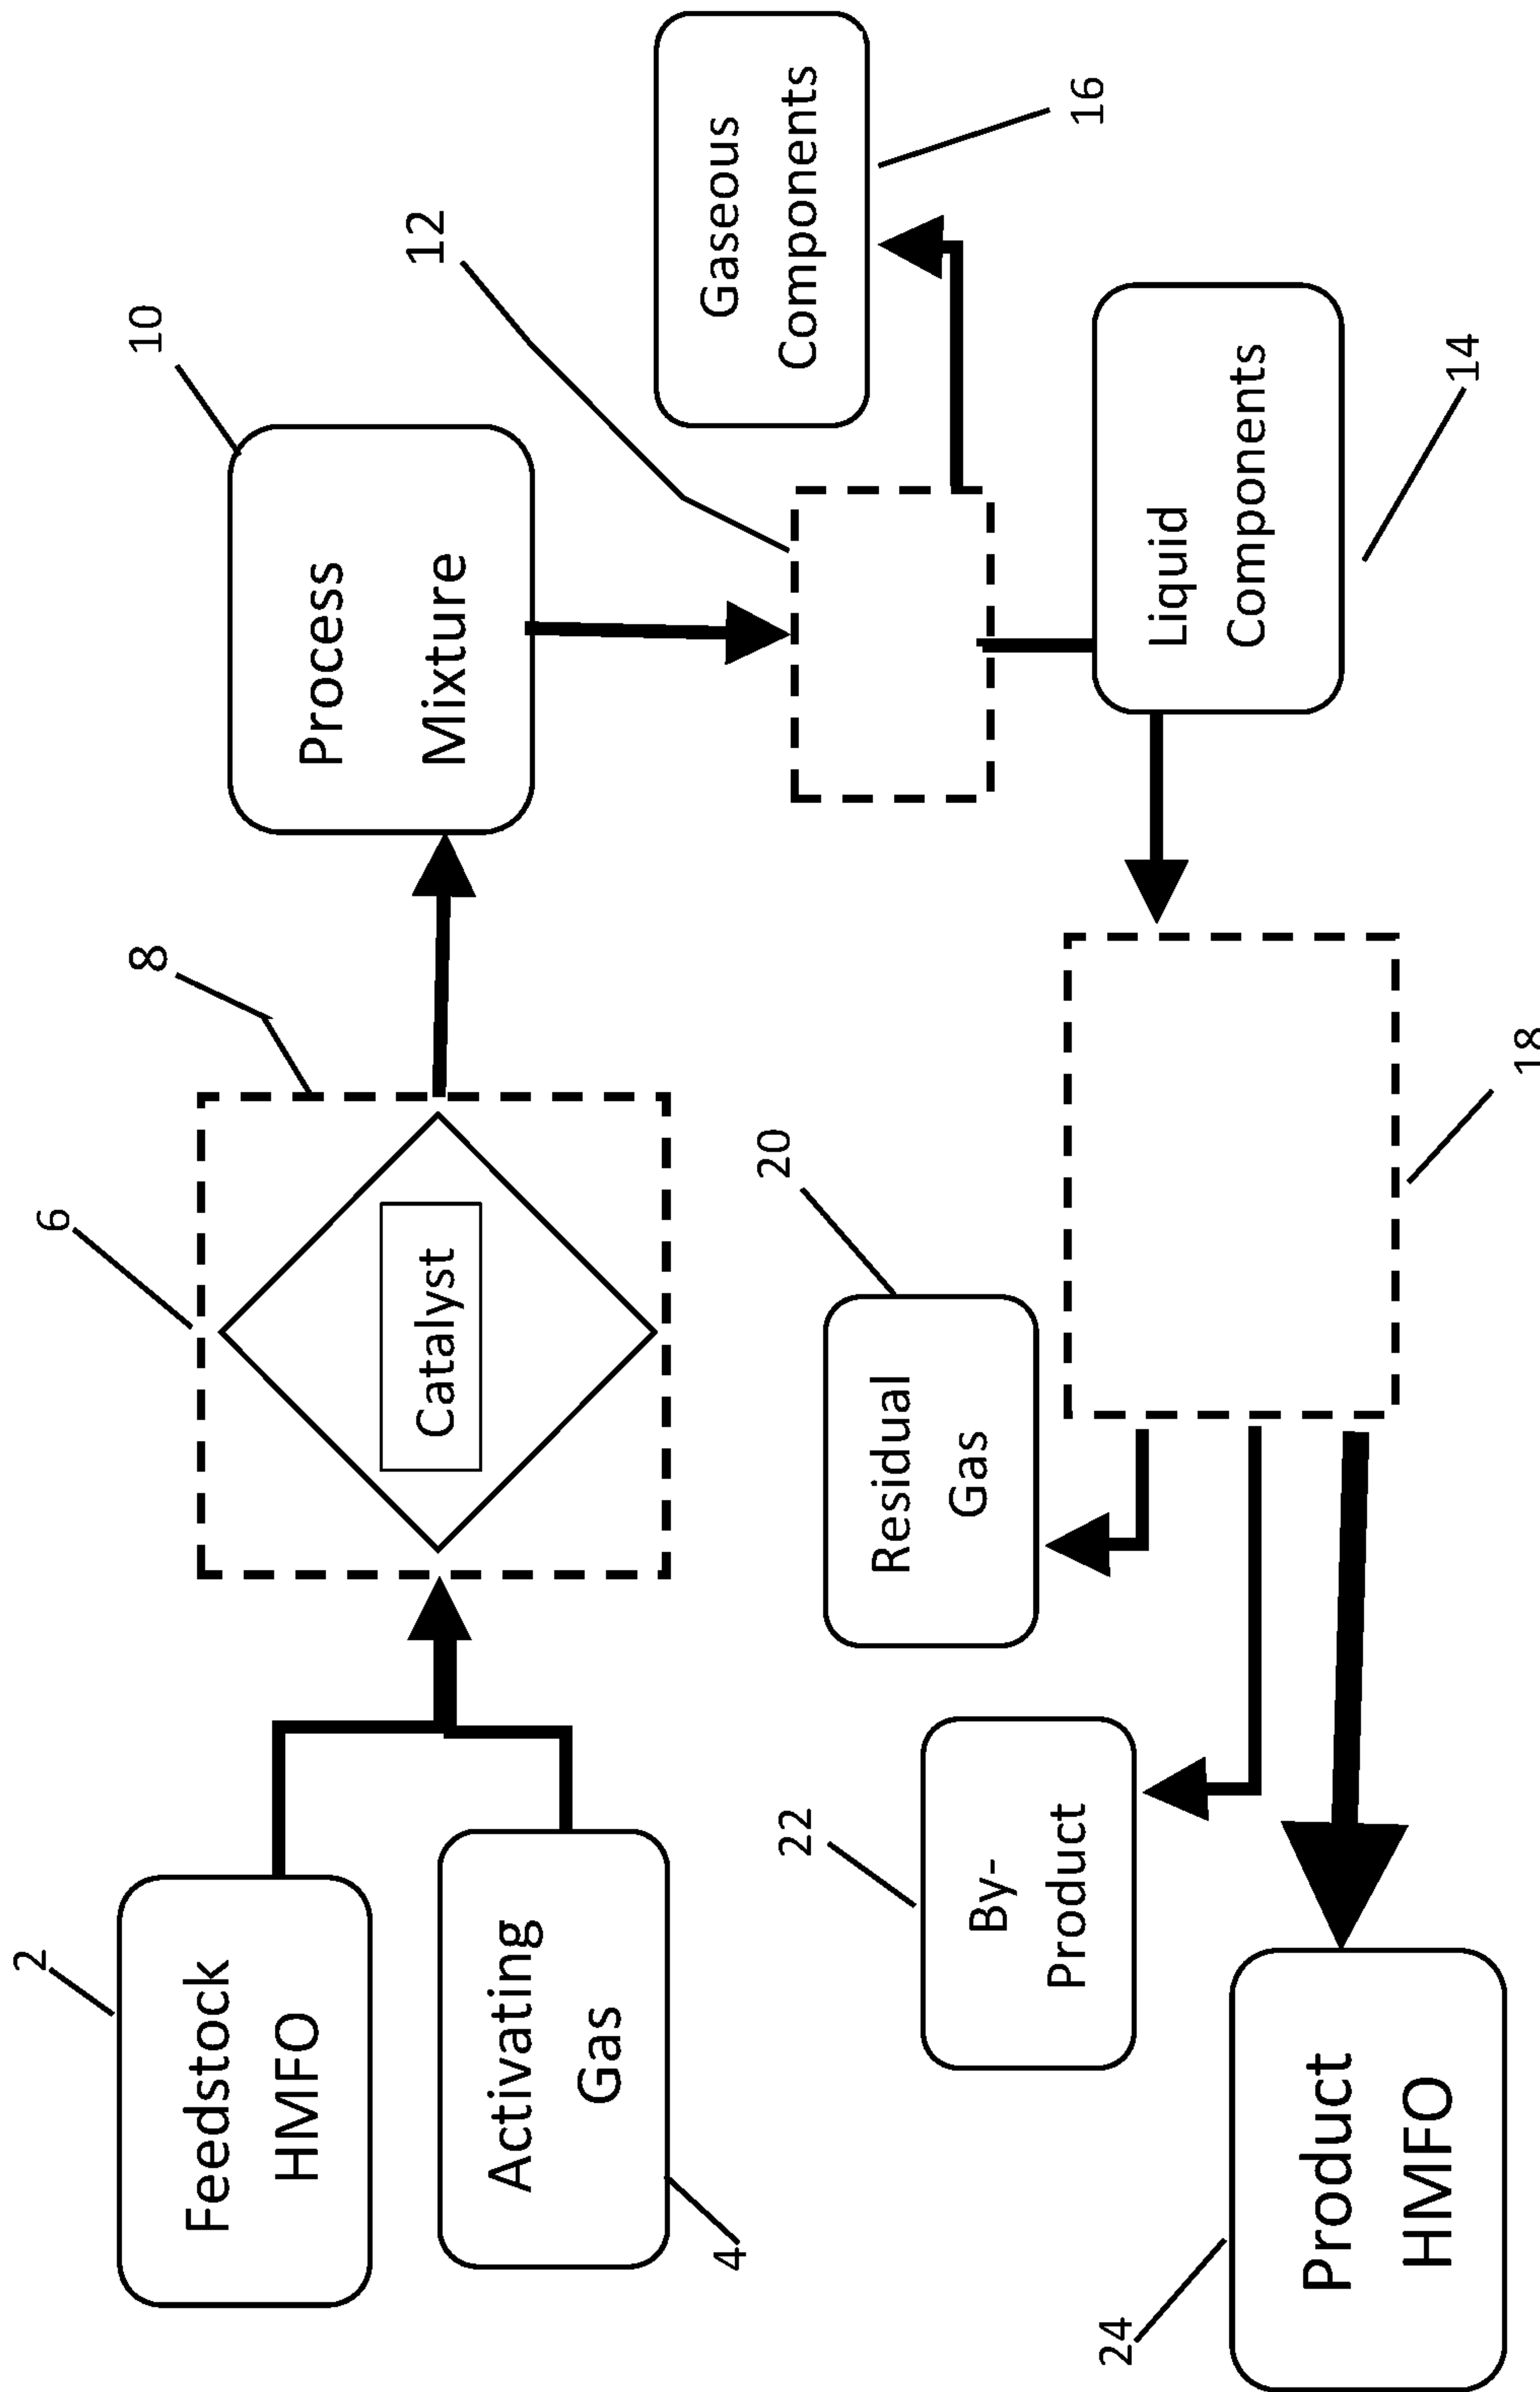 2
Feedstock
HMFO
Activating
Gas
4
6
Catalyst
8
10
Process
Mixture
12
Gaseous
Components
16
Liquid
Components
14
18
20
Residual
Gas
22
By-
Product
24
Product
HMFO